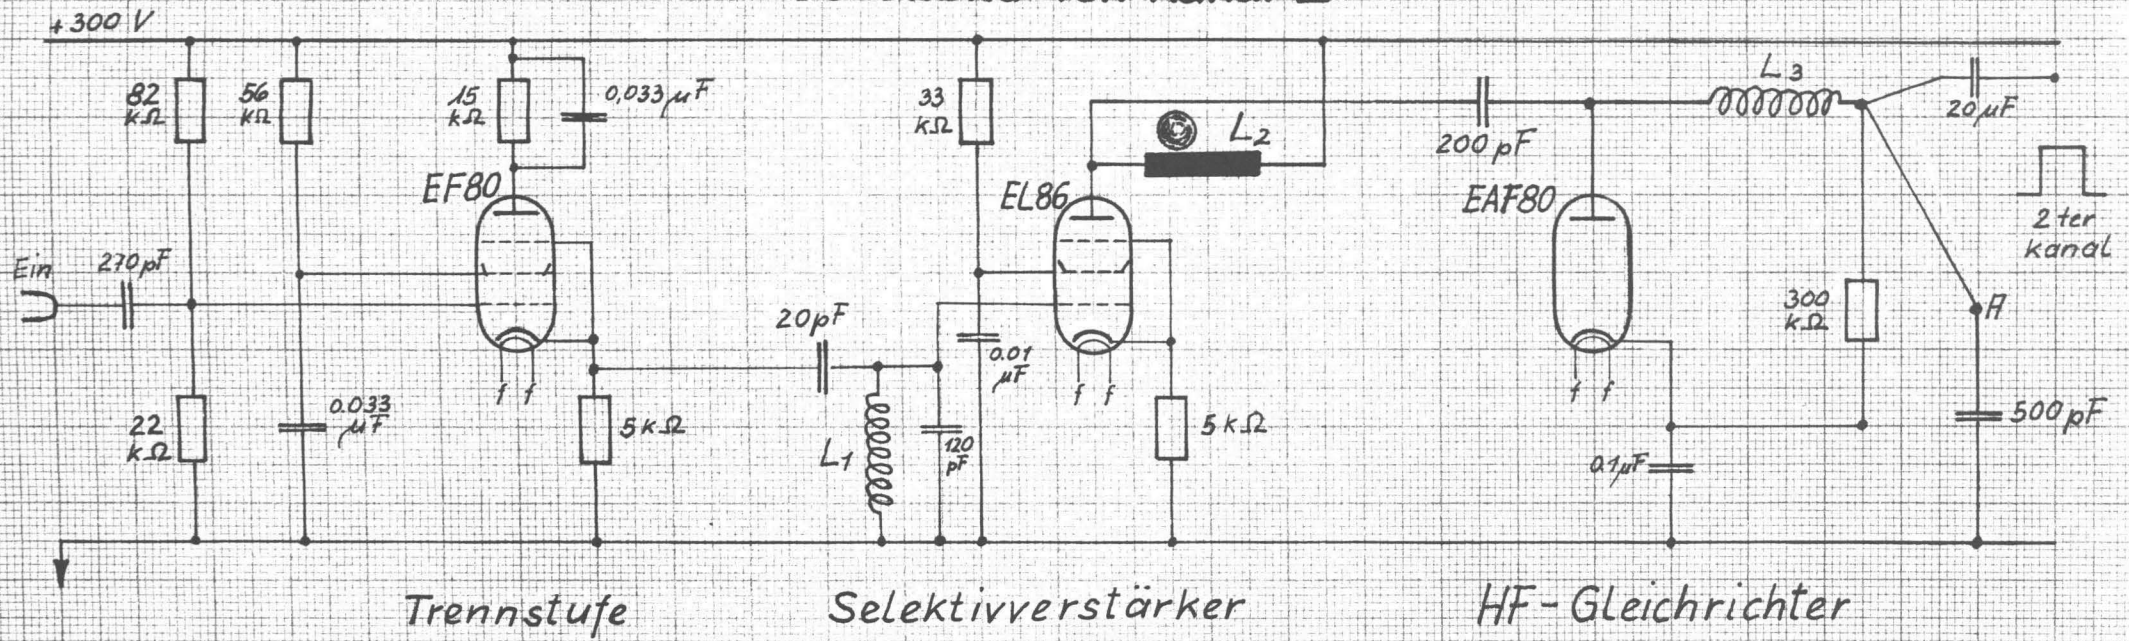 +300 V
82
kΩ
56
kΩ
15
kΩ
0,033 µF
33
kΩ
L2
200 pF
L3
20 µF
EF80
EL86
EAF80
2 ter
kanal
Ein
270 pF
20 pF
0.01
µF
300
kΩ
A
f f
f f
f f
22
kΩ
0.033
µF
5 kΩ
L1
120
pF
5 kΩ
0.1µF
500 pF
Trennstufe
Selektivverstärker
HF-Gleichrichter